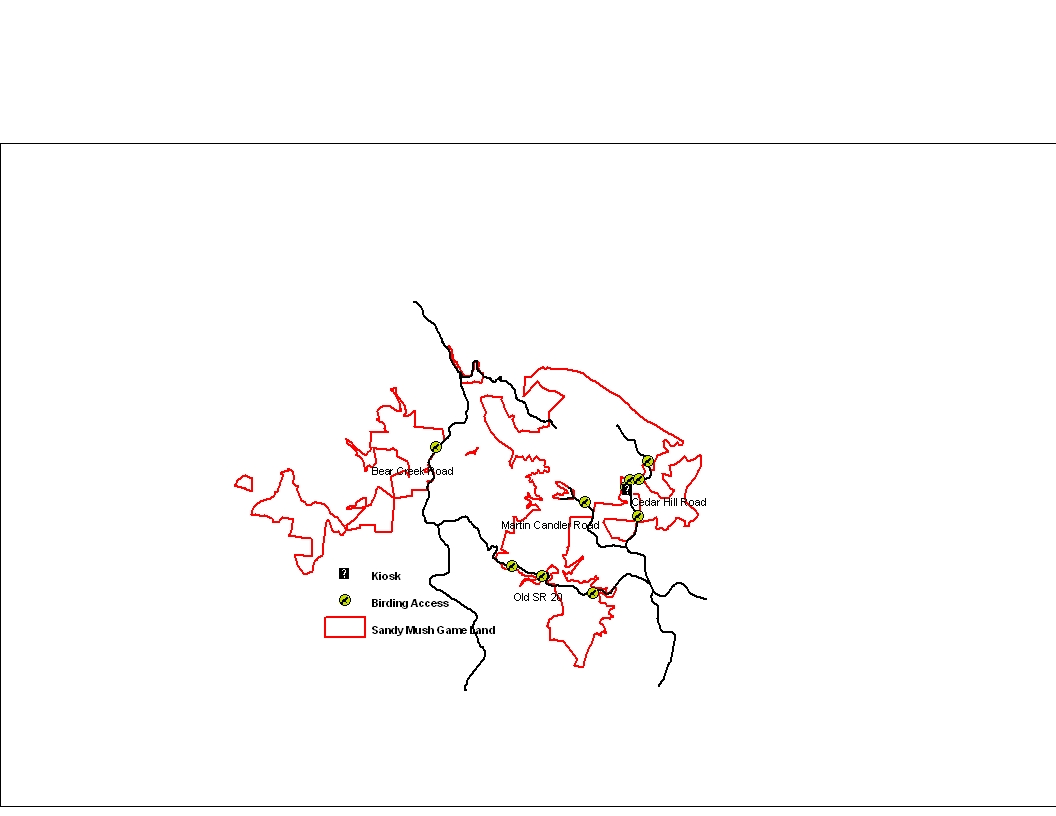 Bear Creek Road
Cedar Hill Road
Martin Candler Road
Old SR 20
? Kiosk
Birding Access
Sandy Mush Game Land
?